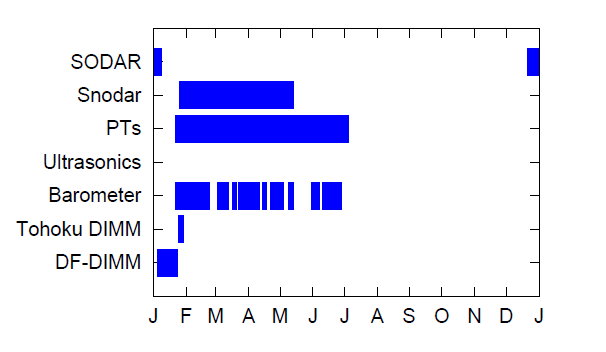 SODAR
Snodar
PTs
Ultrasonics
Barometer
Tohoku DIMM
DF-DIMM
J F M A M J J A S O N D J